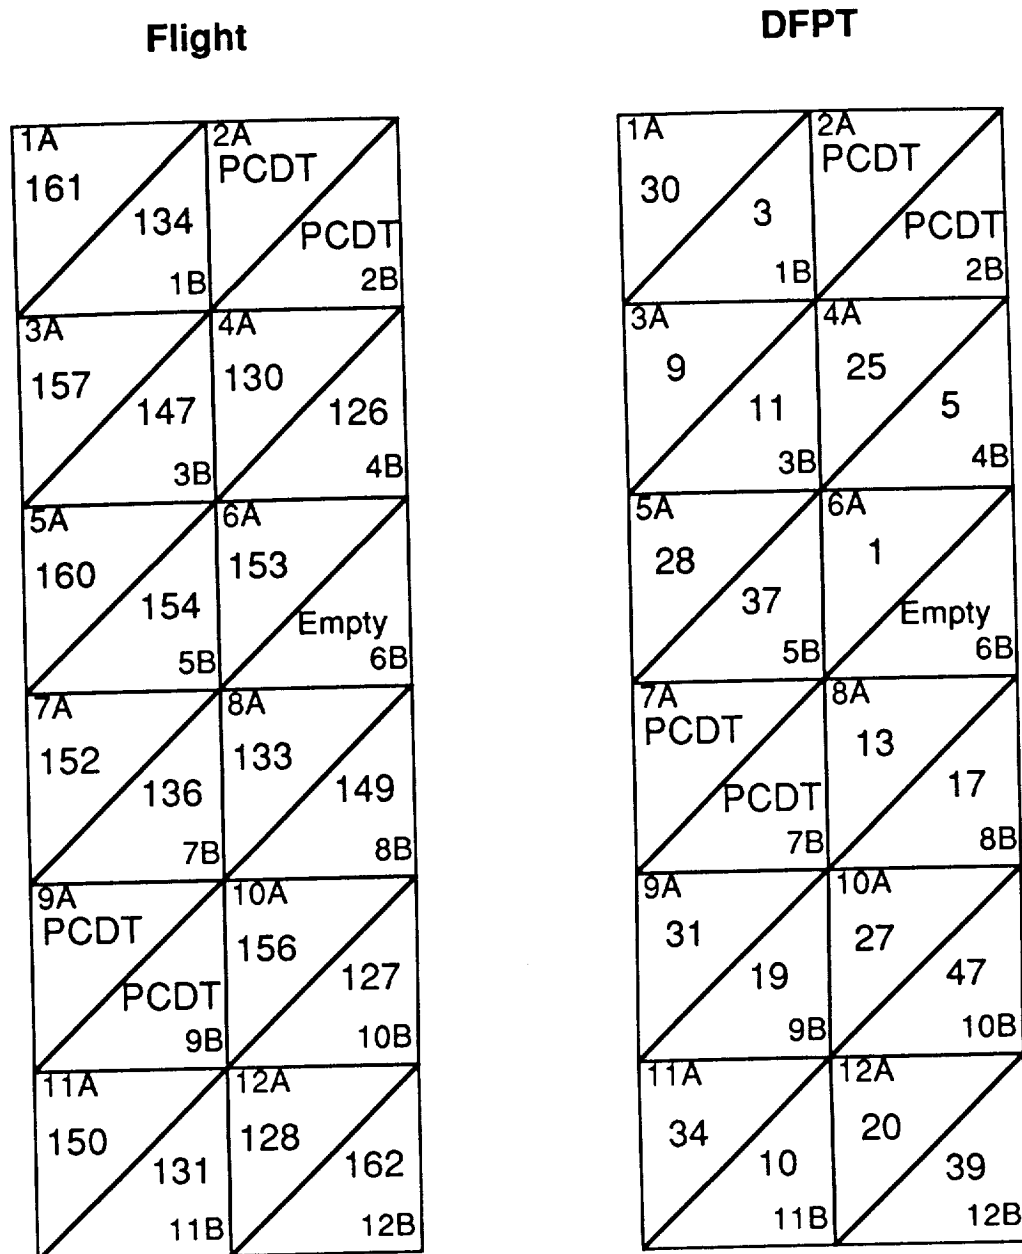 Flight
1A
161
134
1B
2A
PCDT
PCDT
2B
3A
157
147
3B
4A
130
126
4B
5A
160
154
5B
6A
153
Empty
6B
7A
152
136
7B
8A
133
149
8B
9A
PCDT
PCDT
9B
10A
156
127
10B
11A
150
131
11B
12A
128
162
12B
DFPT
1A
30
3
1B
2A
PCDT
PCDT
2B
3A
9
11
3B
4A
25
5
4B
5A
28
37
5B
6A
1
Empty
6B
7A
PCDT
PCDT
7B
8A
13
17
8B
9A
31
19
9B
10A
27
47
10B
11A
34
10
11B
12A
20
39
12B